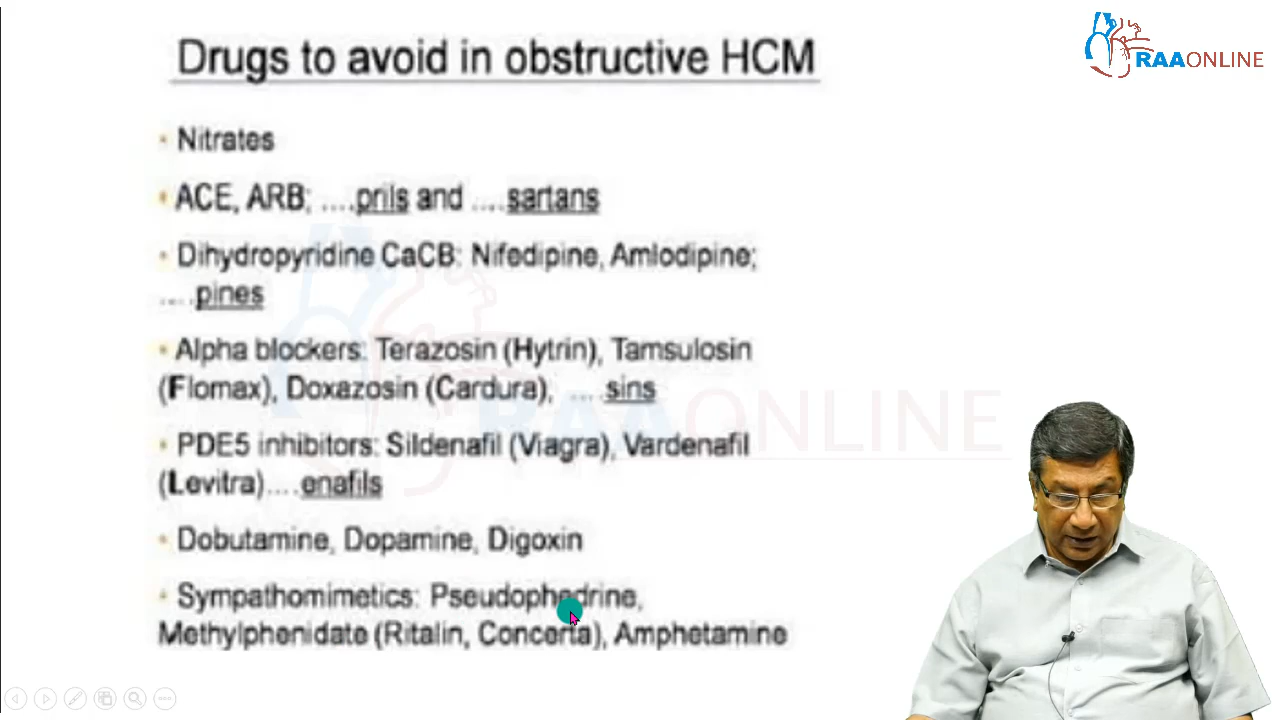 Drugs to avoid in obstructive HCM
RAAONLINE
• Nitrates
• ACE, ARB; ....prils and ....sartans
• Dihydropyridine CaCB: Nifedipine, Amlodipine;
....pines
• Alpha blockers: Terazosin (Hytrin), Tamsulosin
(Flomax), Doxazosin (Cardura), ....sins
RAAONLINE
• PDE5 inhibitors: Sildenafil (Viagra), Vardenafil
(Levitra)....enafils
• Dobutamine, Dopamine, Digoxin
• Sympathomimetics: Pseudophedrine,
Methylphenidate (Ritalin, Concerta), Amphetamine